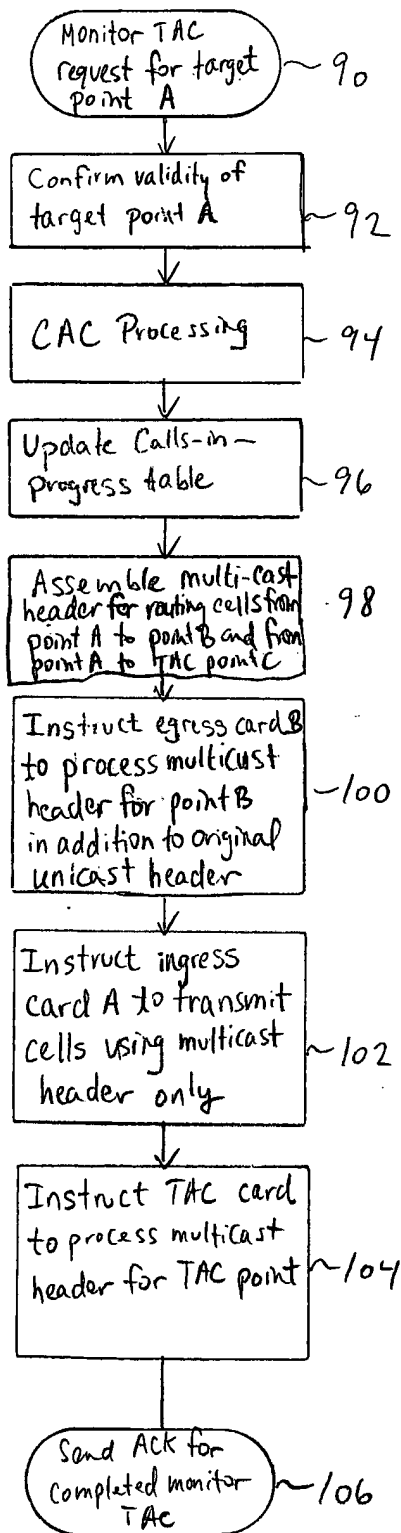 Monitor TAC
request for target
point A
90
Confirm validity of
target point A
92
CAC Processing
94
Update Calls-in-
progress table
96
Assemble multi-cast
header for routing cells from
point A to point B and from
point A to TAC point C
98
Instruct egress card B
to process multicast
header for point B
in addition to original
unicast header
100
Instruct ingress
card A to transmit
cells using multicast
header only
102
Instruct TAC card
to process multicast
header for TAC point
104
Send ACK for
completed monitor
TAC
106